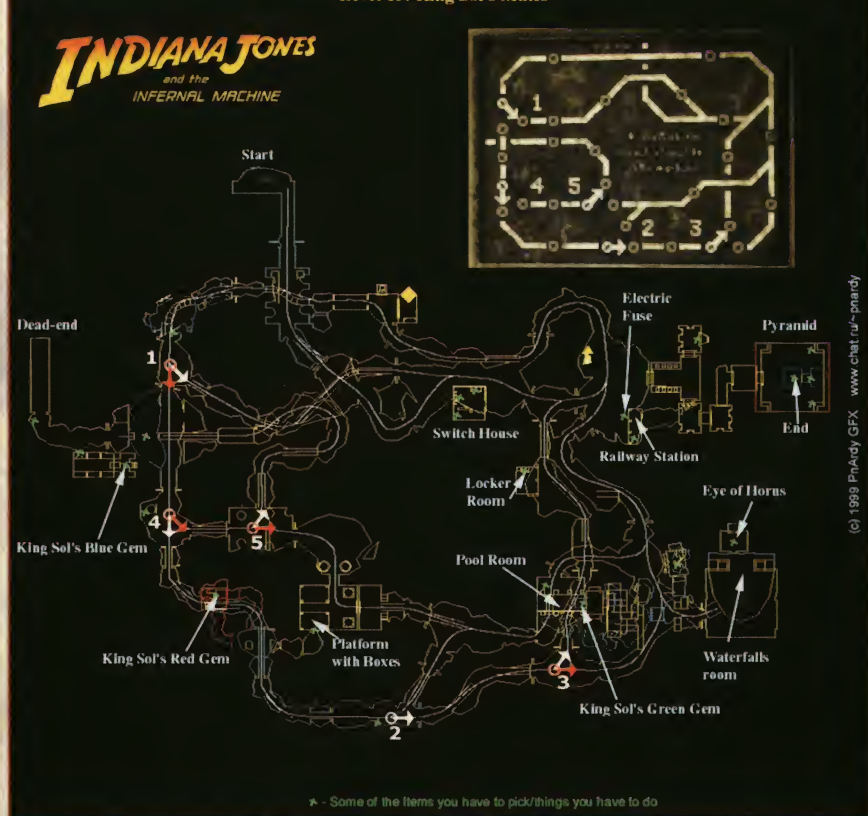 INDIANA JONES
and the
INFERNAL MACHINE
1
4
5
2
3
Start
Dead-end
Electric
Fuse
Pyramid
1
Switch House
End
Railway Station
Locker
Room
Eye of Horns
4
5
King Sol's Blue Gem
Pool Room
King Sol's Red Gem
Platform
with Boxes
Waterfalls
room
3
King Sol's Green Gem
2
- Some of the Items you have to pick/things you have to do
(c) 1999 PnArdy GFX www.chat.ru/~pnardy